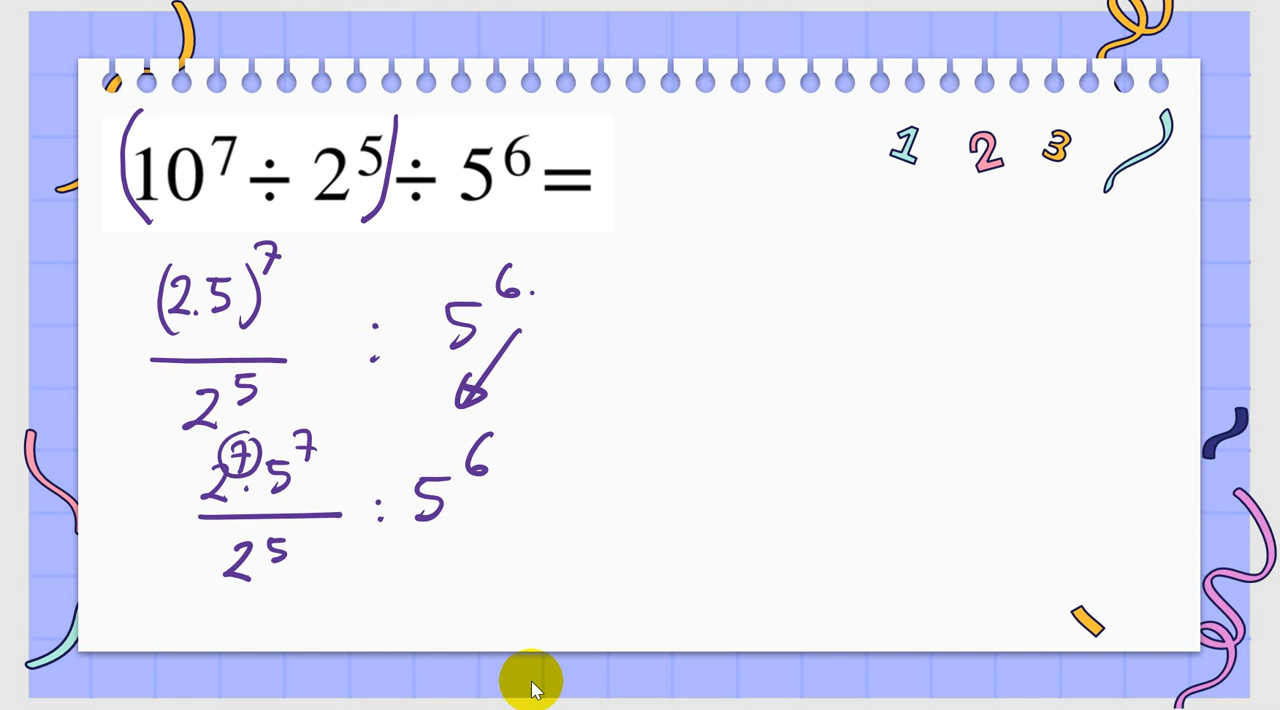 (10⁷ ÷ 2⁵) ÷ 5⁶ =
1 2 3
(2.5)⁷ : 5⁶.
2⁵
2⁷.5⁷ : 5⁶
2⁵